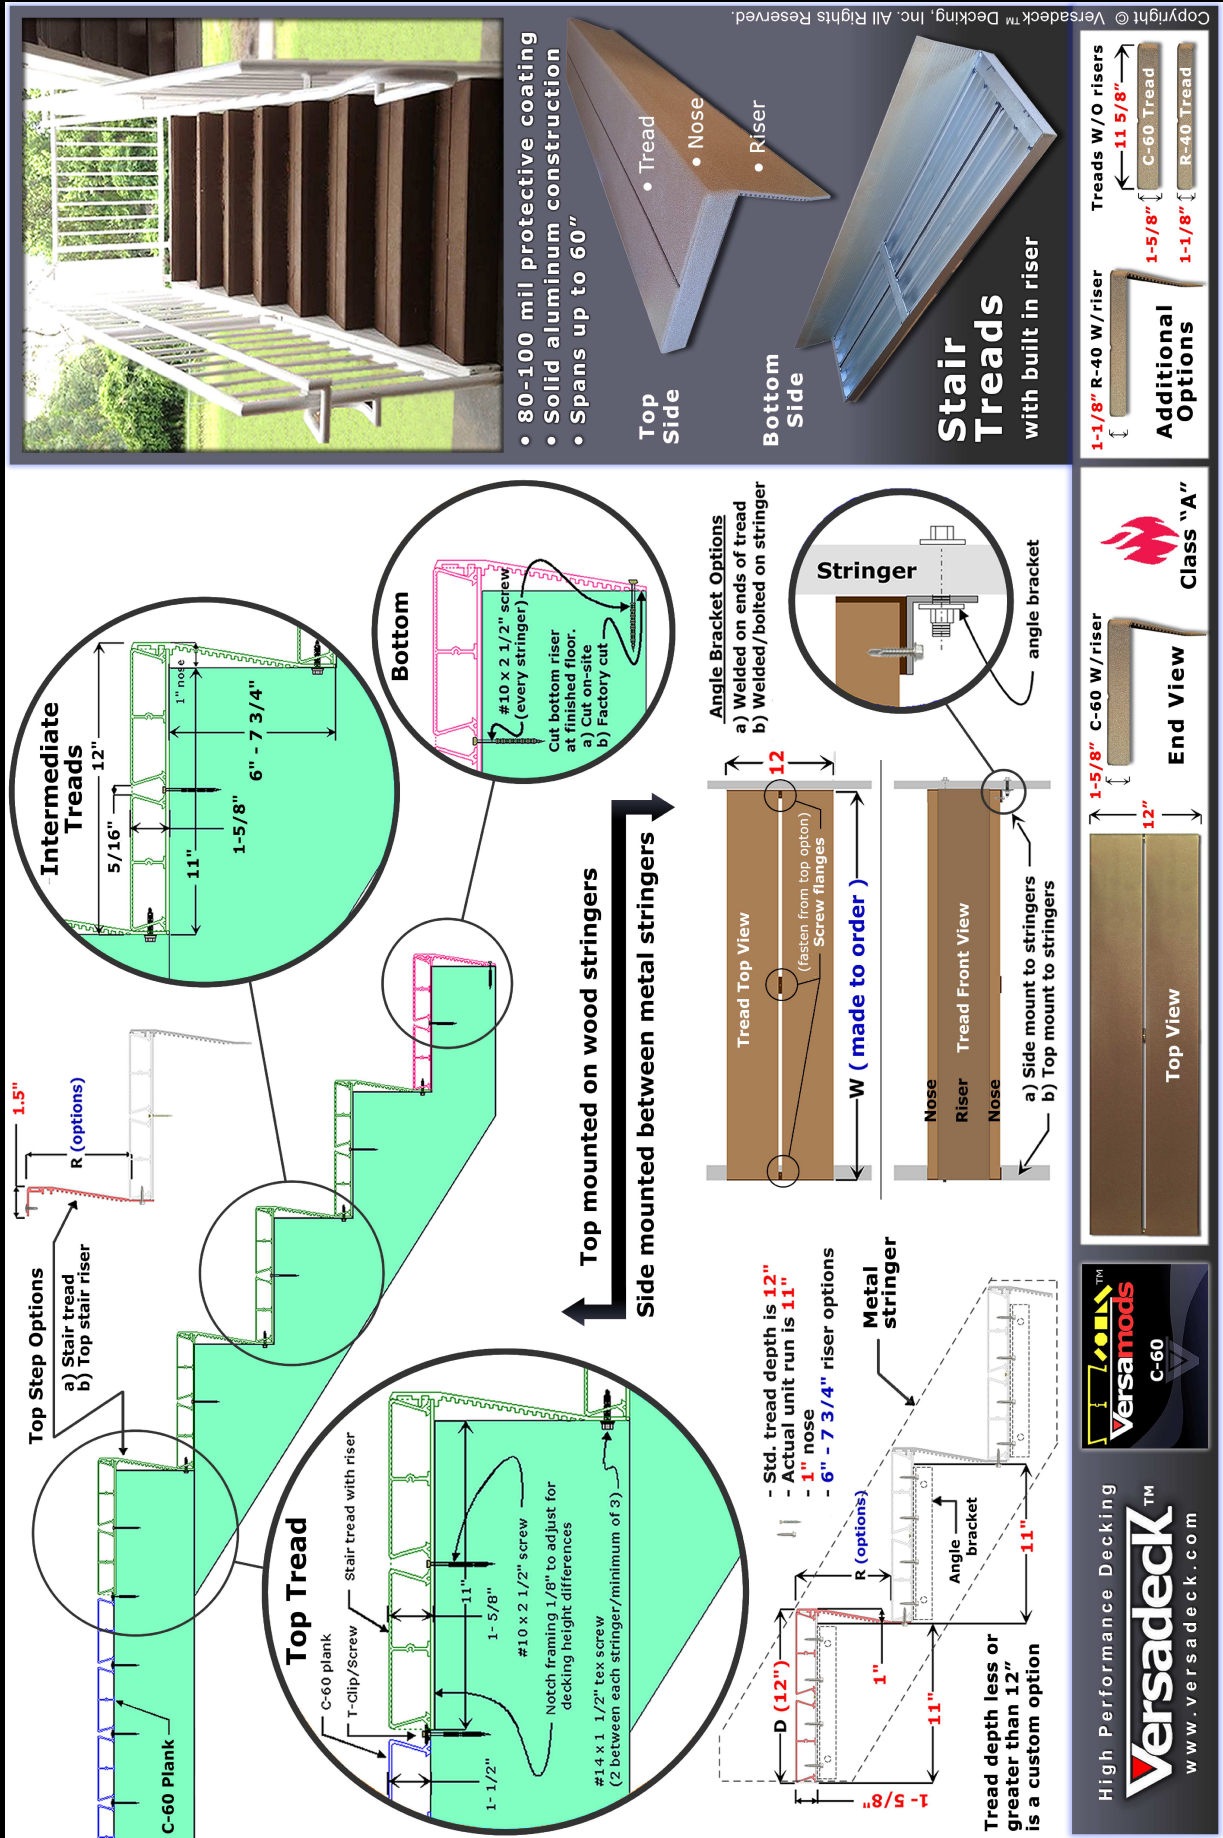 Top Step Options
a) Stair tread
b) Top stair riser
1.5"
R (options)
C-60 Plank
Intermediate
Treads
12"
5/16"
1" nose
11"
1-5/8"
6" - 7 3/4"
Bottom
#10 x 2 1/2" screw
(every stringer)
Cut bottom riser
at finished floor.
a) Cut on-site
b) Factory cut
Top Tread
C-60 plank
T-Clip/Screw
Stair tread with riser
1-1/2"
1- 5/8"
11"
#10 x 2 1/2" screw
Notch framing 1/8" to adjust for
decking height differences
#14 x 1 1/2" tex screw
(2 between each stringer/minimum of 3)
Top mounted on wood stringers
Side mounted between metal stringers
- Std. tread depth is 12"
- Actual unit run is 11"
- 1" nose
- 6" - 7 3/4" riser options
Metal
stringer
D (12")
R (options)
1"
11"
11"
1- 5/8"
Angle
bracket
Tread depth less or
greater than 12"
is a custom option
Tread Top View
(fasten from top opton)
Screw flanges
12
W ( made to order )
Nose
Riser
Nose
Tread Front View
a) Side mount to stringers
b) Top mount to stringers
Angle Bracket Options
a) Welded on ends of tread
b) Welded/bolted on stringer
Stringer
angle bracket
• 80-100 mil protective coating
• Solid aluminum construction
• Spans up to 60”
Top
Side
• Tread
• Nose
• Riser
Bottom
Side
Stair
Treads
with built in riser
Copyright © Versadeck ™ Decking, Inc. All Rights Reserved.
High Performance Decking
Versadeck™
www.versadeck.com
Versamods
TM
C-60
Top View
12”
1-5/8” C-60 W/riser
End View
Class “A”
1-1/8” R-40 W/riser
Additional
Options
Treads W/O risers
11 5/8”
1-5/8”
C-60 Tread
1-1/8”
R-40 Tread